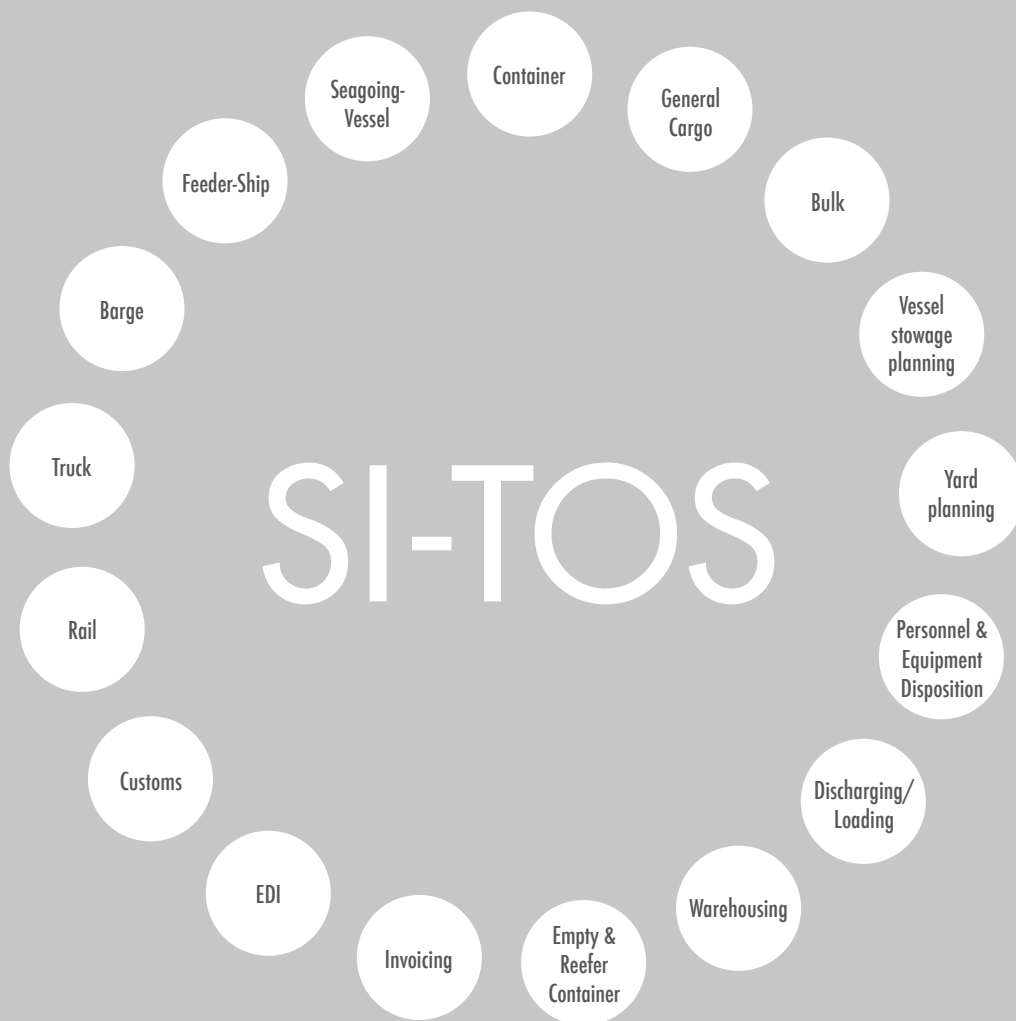 Container
General
Cargo
Bulk
Vessel
stowage
planning
Yard
planning
Personnel &
Equipment
Disposition
Discharging/
Loading
Warehousing
Empty &
Reefer
Container
Invoicing
EDI
Customs
Rail
Truck
Barge
Feeder-Ship
Seagoing-
Vessel
SI-TOS